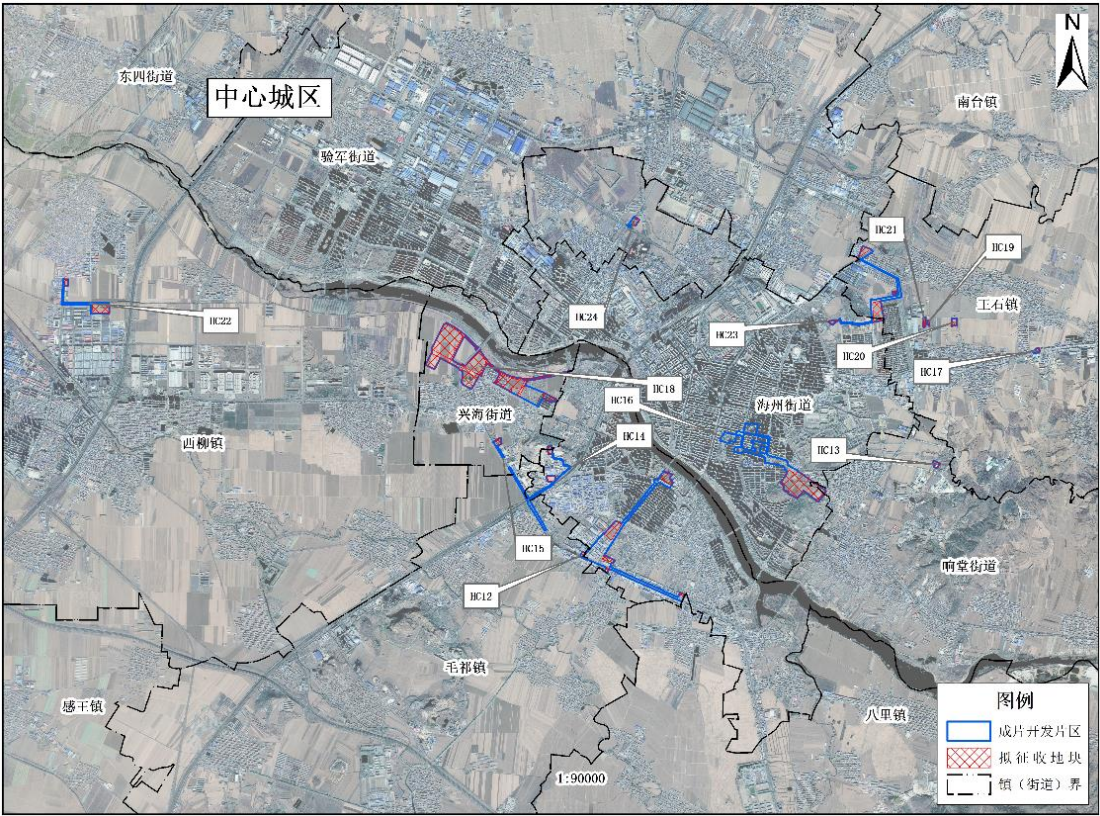 N
东四街道
中心城区
南台镇
验军街道
HC21
HC19
王石镇
HC22
HC24
HC23
HC20
HC17
HC18
HC16
海州街道
兴海街道
HC14
西柳镇
HC13
HC15
响堂街道
HC12
毛祁镇
感王镇
八里镇
图例
成片开发片区
拟征收地块
镇（街道）界
1:90000